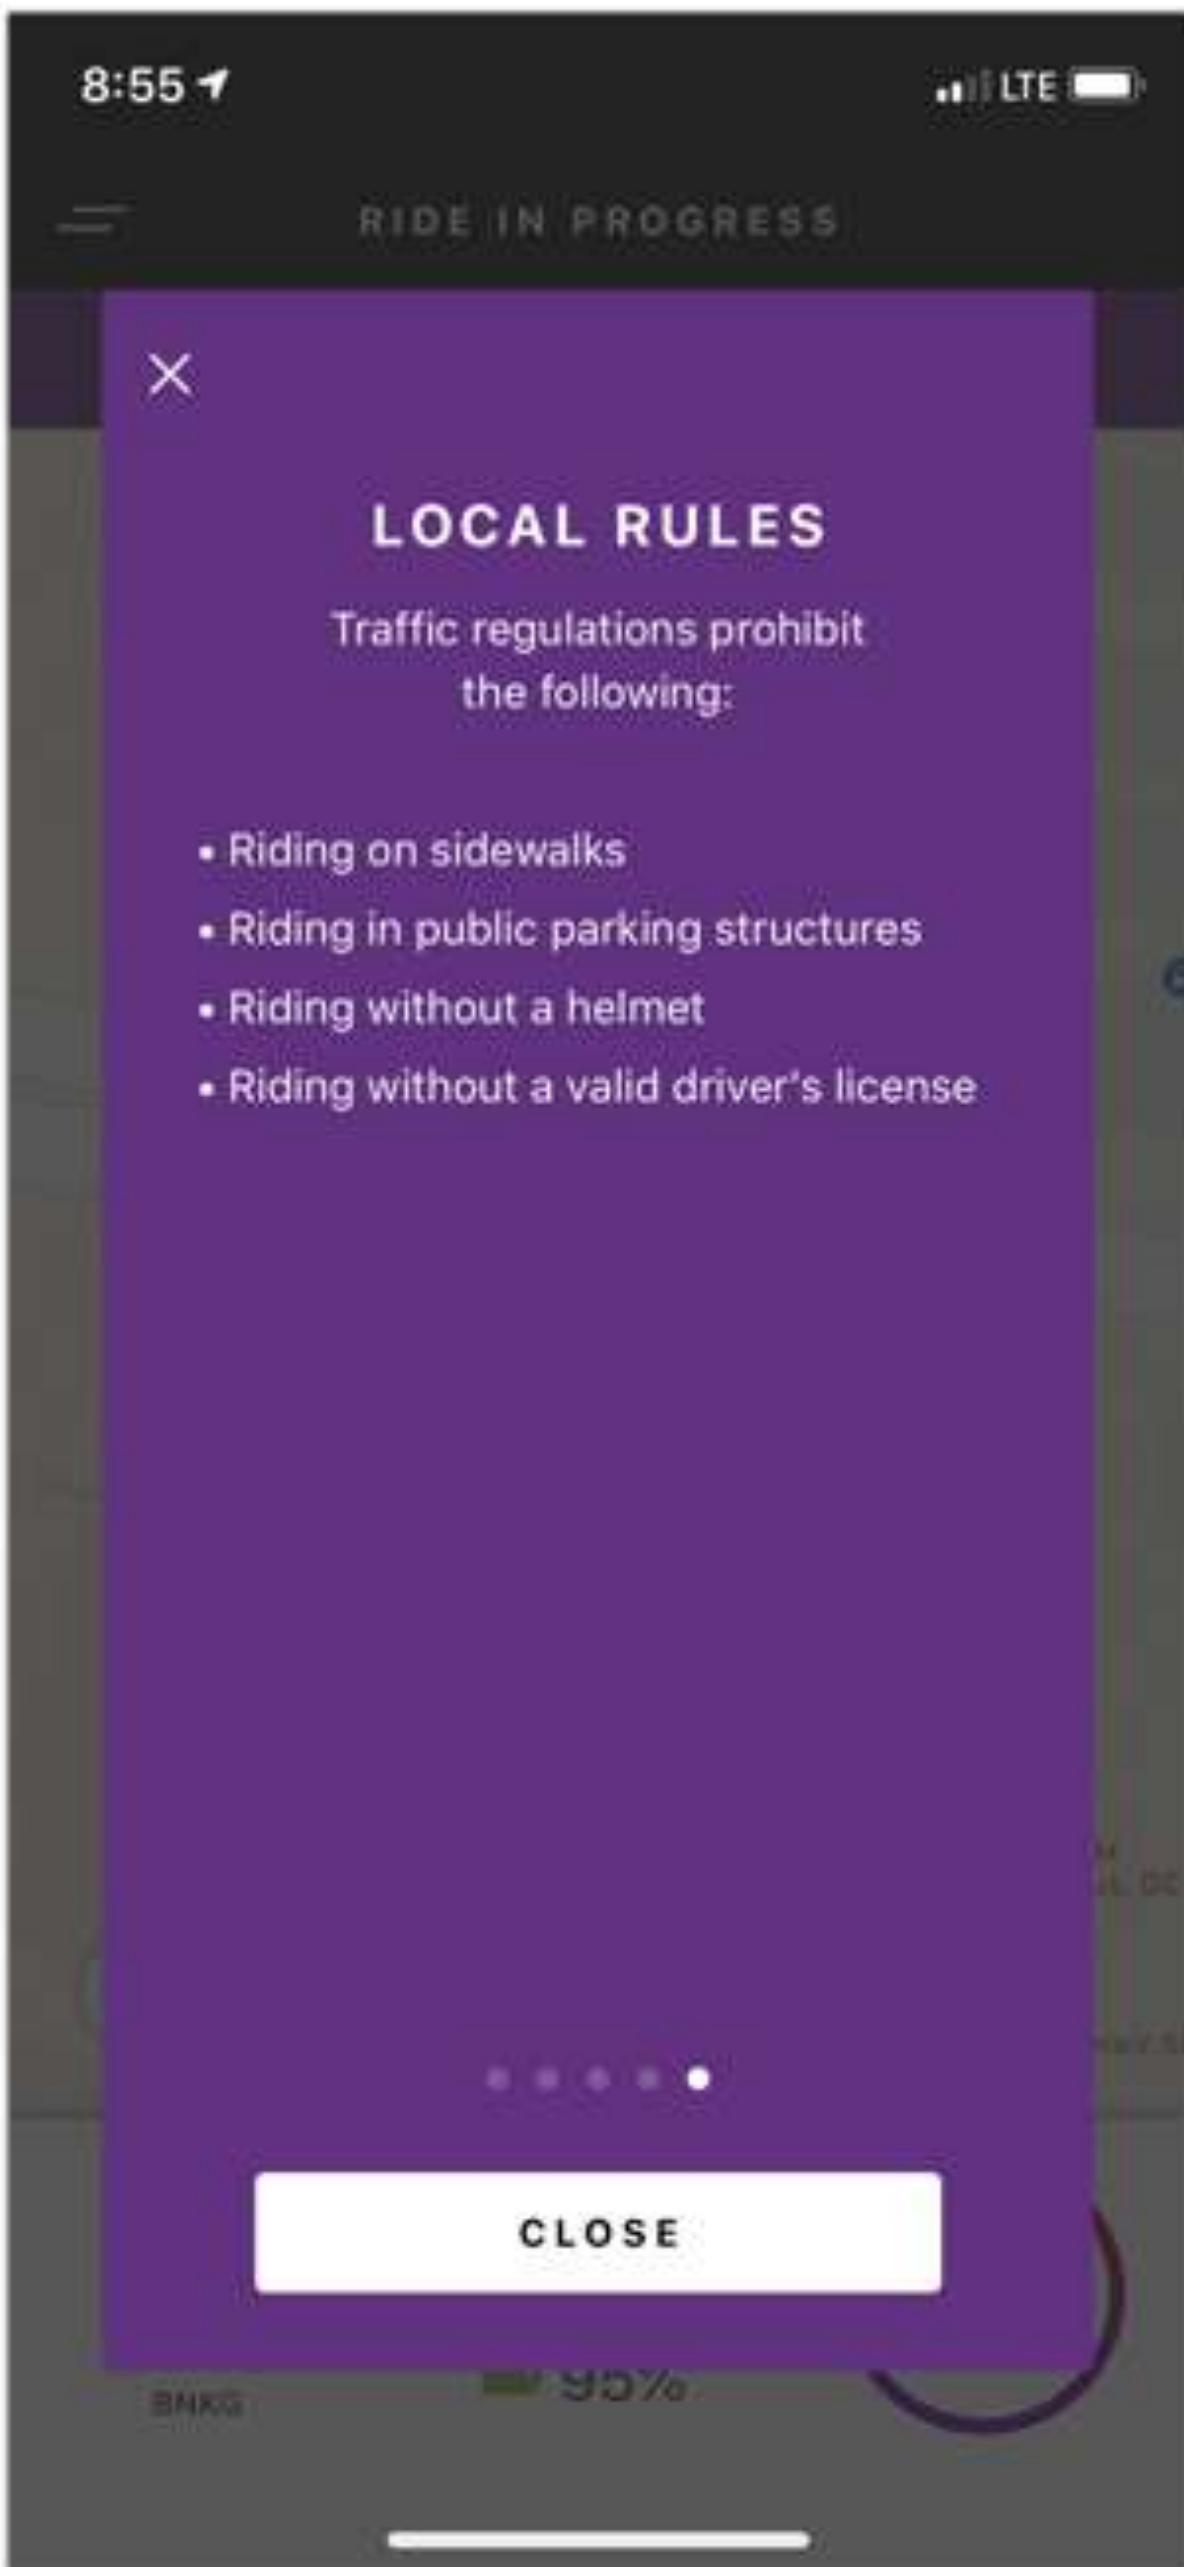 8:55
LTE
RIDE IN PROGRESS
LOCAL RULES
Traffic regulations prohibit
the following:
• Riding on sidewalks
• Riding in public parking structures
• Riding without a helmet
• Riding without a valid driver's license
CLOSE
95%
BNKG